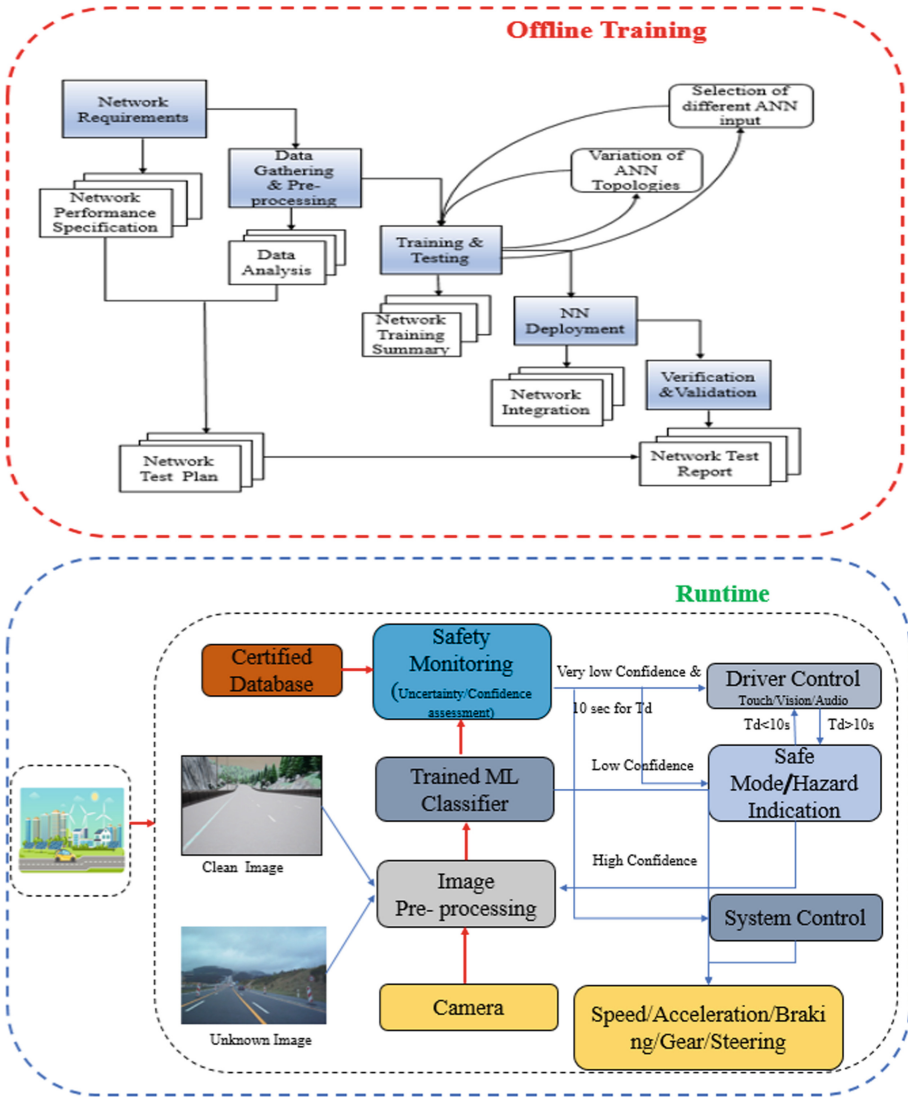 Offline Training
Network
Requirements
Selection of
different ANN
input
Data
Gathering
& Pre-
processing
Variation of
ANN
Topologies
Network
Performance
Specification
Training &
Testing
Data
Analysis
NN
Deployment
Network
Training
Summary
Verification
&Validation
Network
Integration
Network
Test Plan
Network Test
Report
Runtime
Certified
Database
Safety
Monitoring
(Uncertainty/Confidence
assessment)
Very low Confidence &
10 sec for Td
Driver Control
Touch/Vision/Audio
Td<10s
Td>10s
Trained ML
Classifier
Low Confidence
Safe
Mode/Hazard
Indication
Clean Image
High Confidence
Image
Pre- processing
System Control
Camera
Speed/Acceleration/Braki
ng/Gear/Steering
Unknown Image